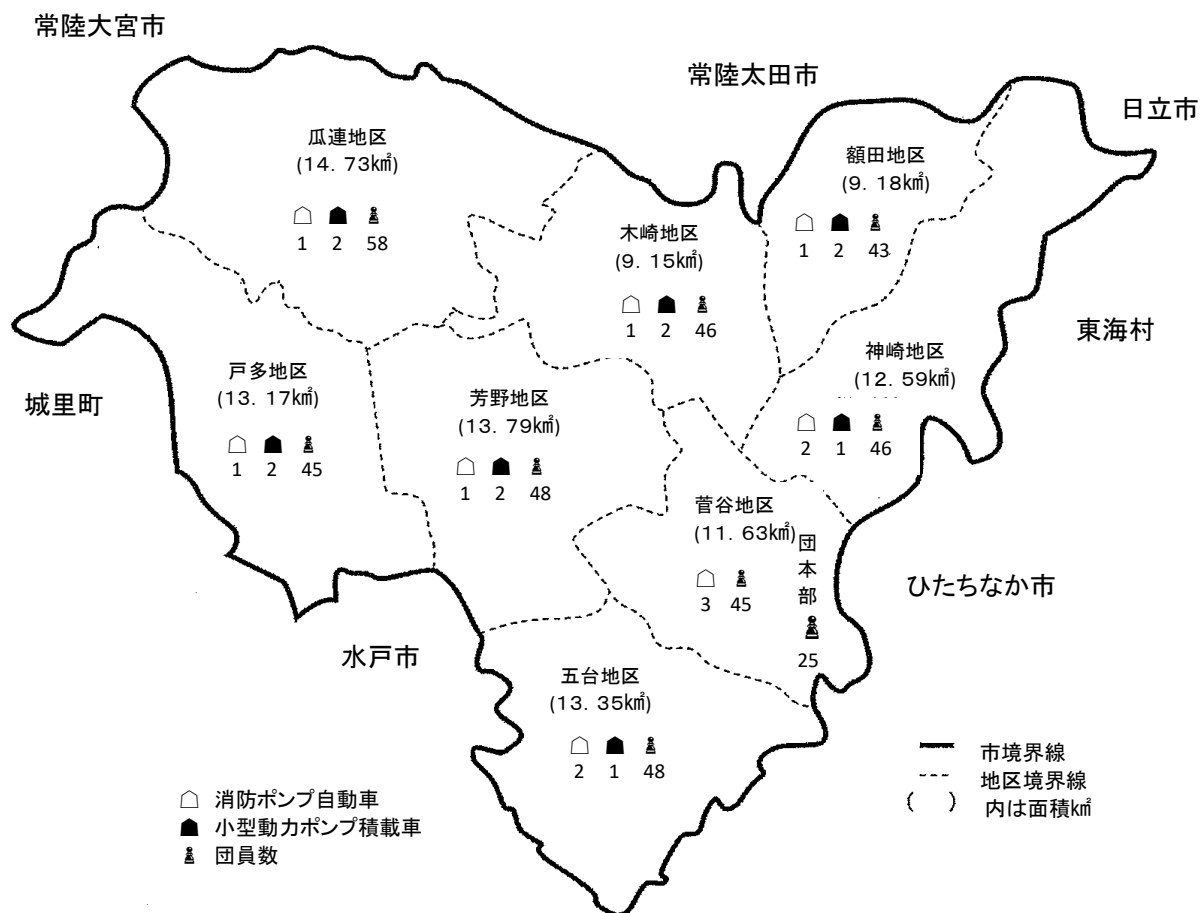 常陸大宮市
常陸太田市
日立市
瓜連地区
(14.73k㎡)
1 2 58
額田地区
(9.18k㎡)
1 2 43
木崎地区
(9.15k㎡)
1 2 46
東海村
神崎地区
(12.59k㎡)
2 1 46
戸多地区
(13.17k㎡)
1 2 45
城里町
芳野地区
(13.79k㎡)
1 2 48
菅谷地区
(11.63k㎡)
3 45
団本部
25
ひたちなか市
水戸市
五台地区
(13.35k㎡)
2 1 48
消防ポンプ自動車
小型動力ポンプ積載車
団員数
市境界線
地区境界線
( ) 内は面積k㎡